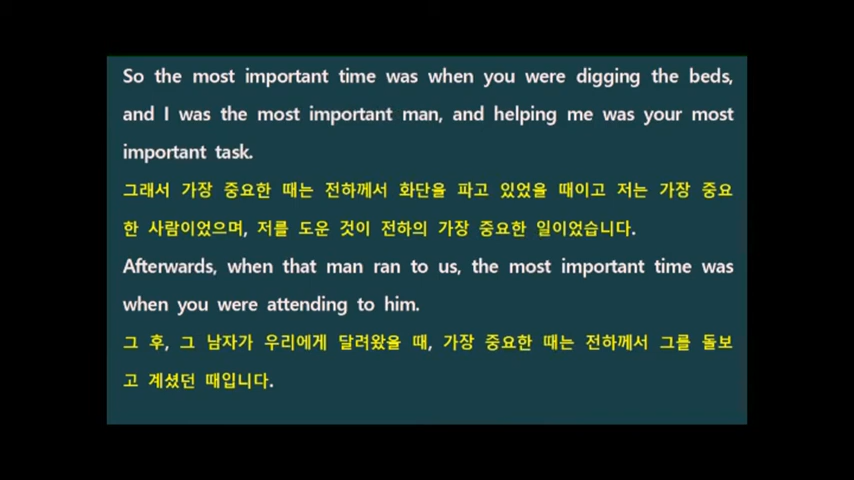 So the most important time was when you were digging the beds,
and I was the most important man, and helping me was your most
important task.
그래서 가장 중요한 때는 전하께서 화단을 파고 있었을 때이고 저는 가장 중요
한 사람이었으며, 저를 도운 것이 전하의 가장 중요한 일이었습니다.
Afterwards, when that man ran to us, the most important time was
when you were attending to him.
그 후, 그 남자가 우리에게 달려왔을 때, 가장 중요한 때는 전하께서 그를 돌보
고 계셨던 때입니다.